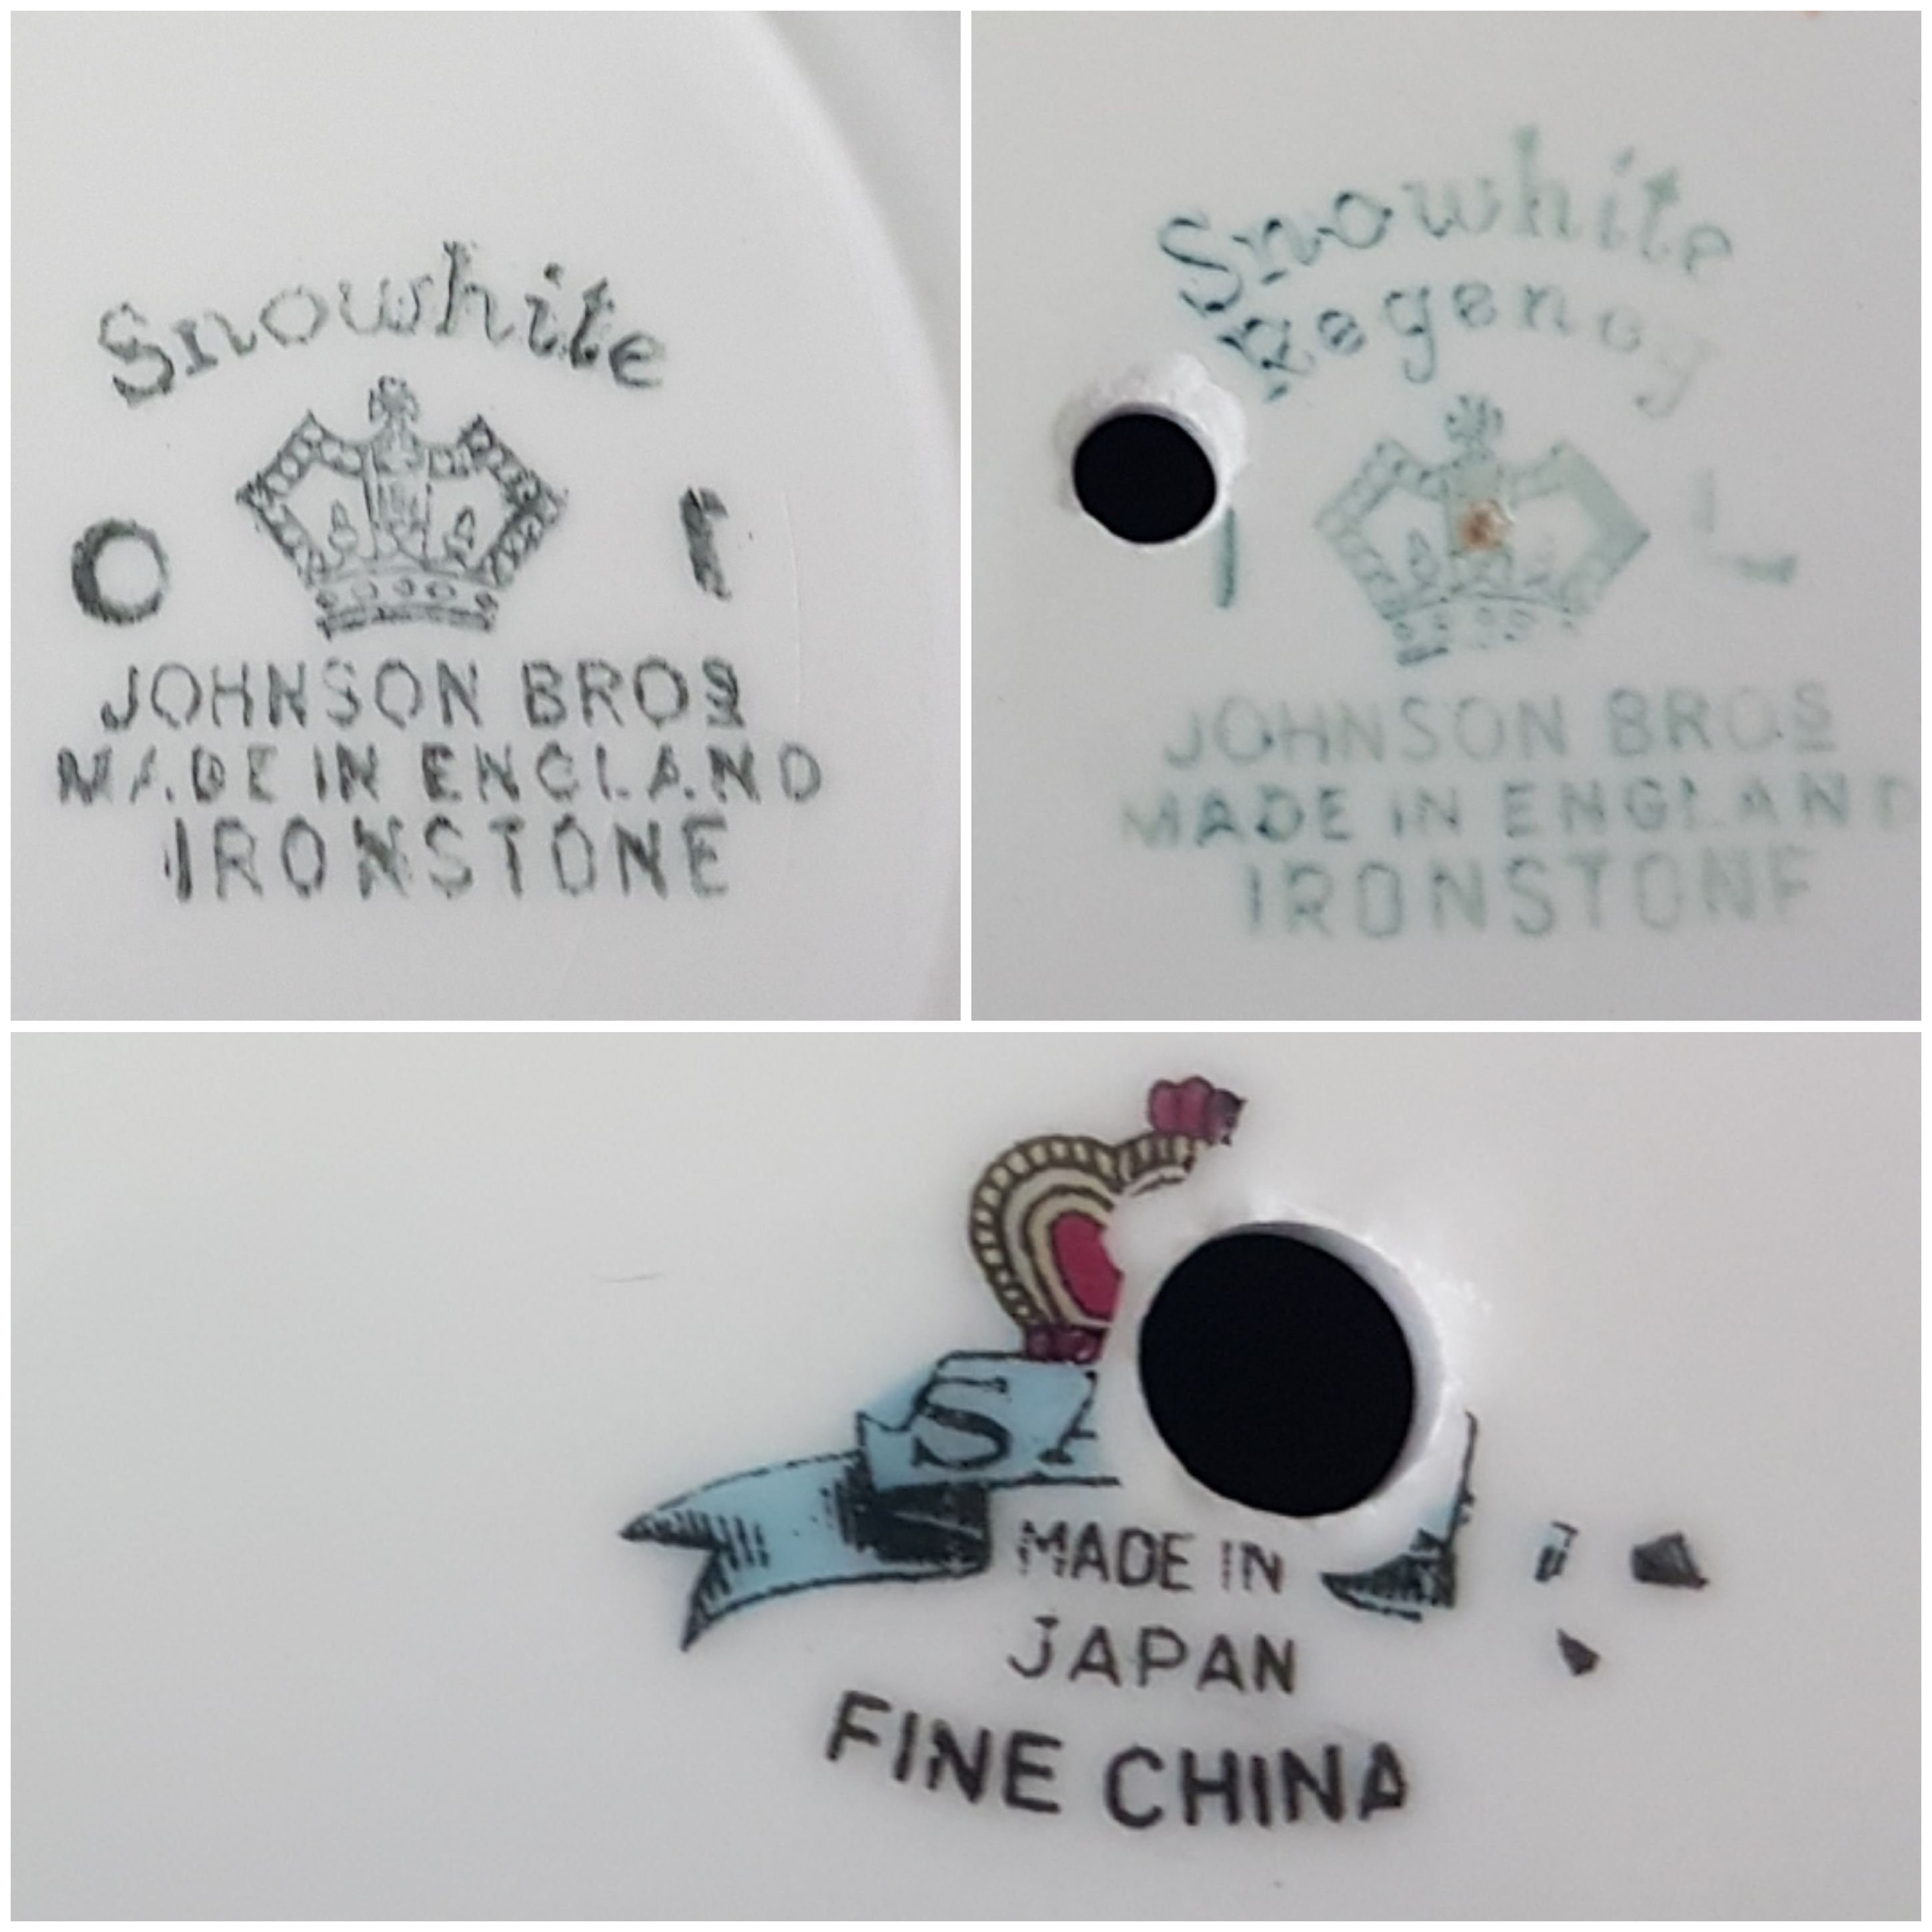 Snowhite
O I
JOHNSON BROS
MADE IN ENGLAND
IRONSTONE
Snowhite
Regency
I L
JOHNSON BROS
MADE IN ENGLAND
IRONSTONE
MADE IN
JAPAN
FINE CHINA